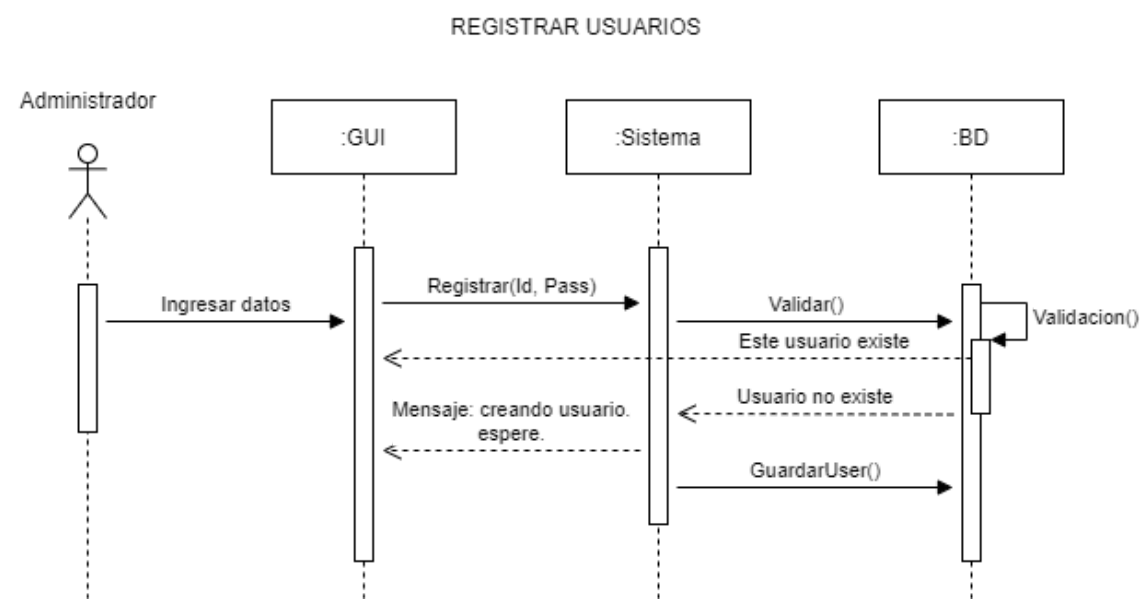 REGISTRAR USUARIOS
Administrador
:GUI
:Sistema
:BD
Registrar(Id, Pass)
Ingresar datos
Validar()
Validacion()
Este usuario existe
Usuario no existe
Mensaje: creando usuario.
espere.
GuardarUser()